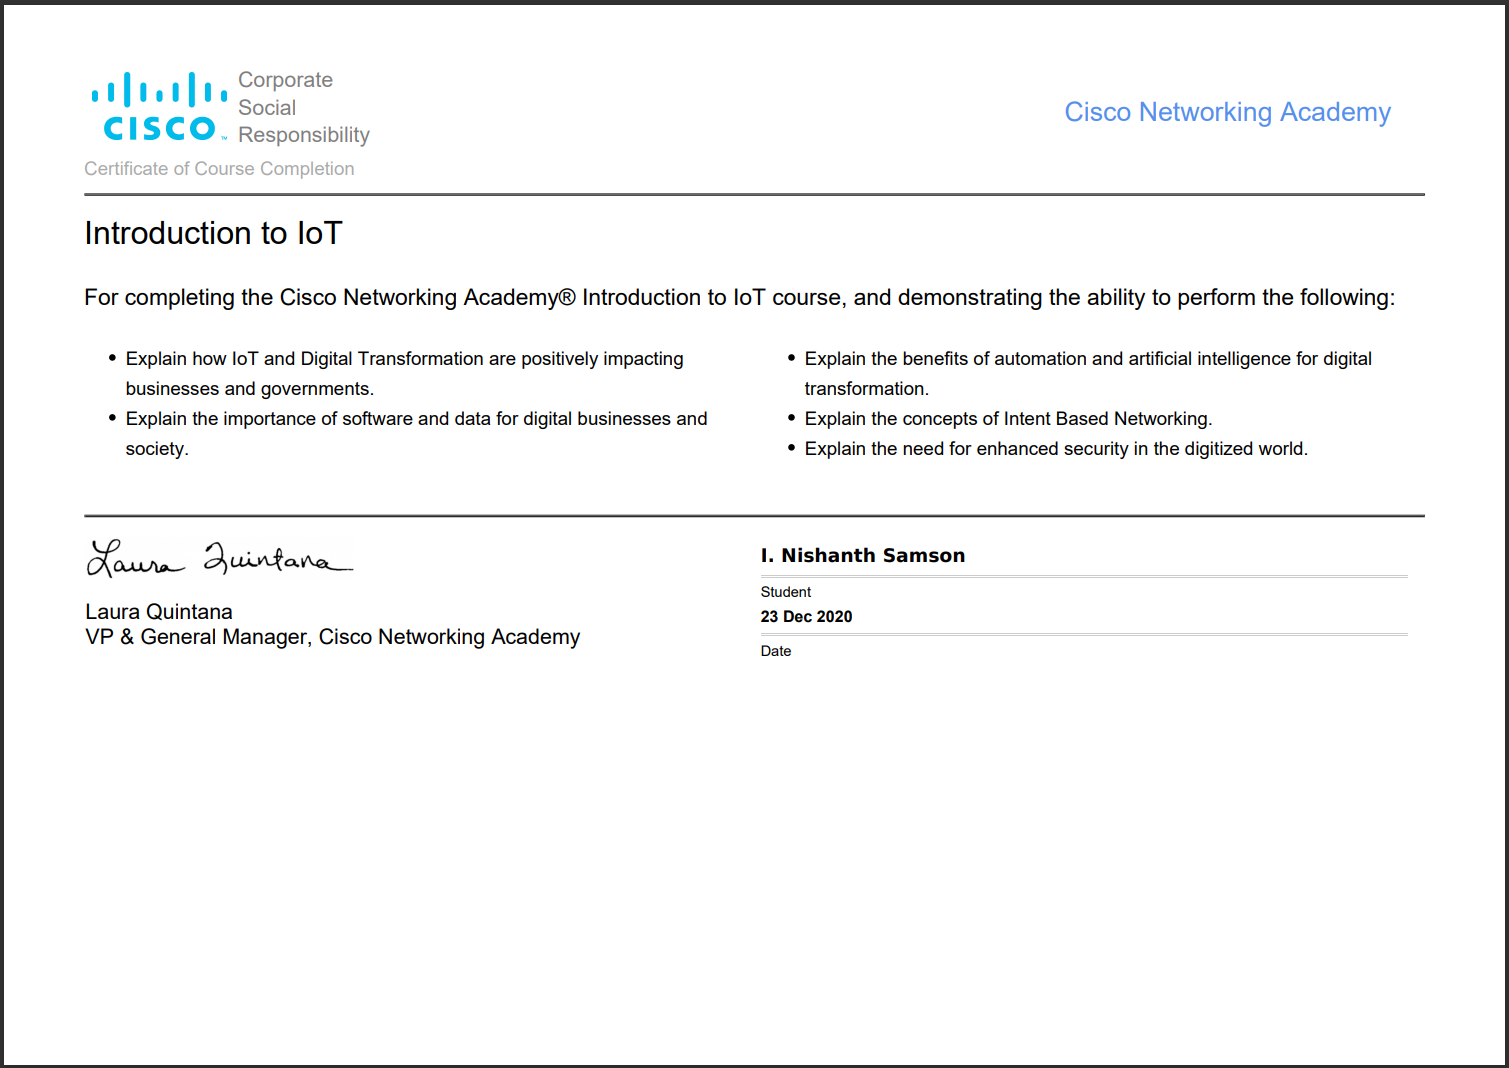 Corporate
Social
Responsibility
CISCO™
Cisco Networking Academy
Certificate of Course Completion
Introduction to IoT
For completing the Cisco Networking Academy® Introduction to IoT course, and demonstrating the ability to perform the following:
• Explain how IoT and Digital Transformation are positively impacting
businesses and governments.
• Explain the importance of software and data for digital businesses and
society.
• Explain the benefits of automation and artificial intelligence for digital
transformation.
• Explain the concepts of Intent Based Networking.
• Explain the need for enhanced security in the digitized world.
Laura Quintana
Laura Quintana
VP & General Manager, Cisco Networking Academy
I. Nishanth Samson
Student
23 Dec 2020
Date